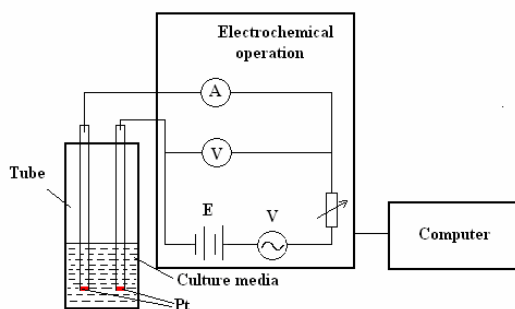 Electrochemical
operation
A
V
Tube
E
V
Computer
Culture media
Pt